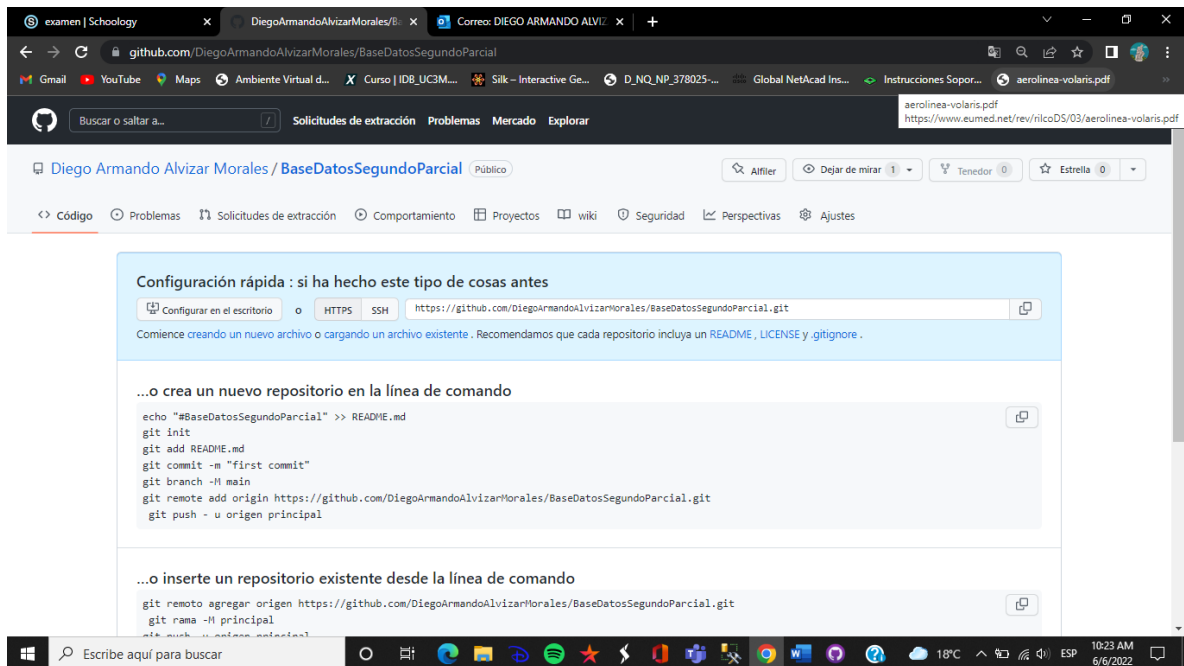 examen | Schoology
DiegoArmandoAlvizarMorales/Ba
Correo: DIEGO ARMANDO ALVIZ
github.com/DiegoArmandoAlvizarMorales/BaseDatosSegundoParcial
Gmail YouTube Maps Ambiente Virtual d... Curso | IDB_UC3M.... Silk – Interactive Ge... D_NQ_NP_378025-... Global NetAcad Ins... Instrucciones Sopor... aerolinea-volaris.pdf
aerolinea-volaris.pdf
https://www.eumed.net/rev/rilcoDS/03/aerolinea-volaris.pdf
Buscar o saltar a... / Solicitudes de extracción Problemas Mercado Explorar
Diego Armando Alvizar Morales / BaseDatosSegundoParcial Público
Alfiler Dejar de mirar 1 Tenedor 0 Estrella 0
<> Código Problemas Solicitudes de extracción Comportamiento Proyectos wiki Seguridad Perspectivas Ajustes
Configuración rápida : si ha hecho este tipo de cosas antes
Configurar en el escritorio o HTTPS SSH https://github.com/DiegoArmandoAlvizarMorales/BaseDatosSegundoParcial.git
Comience creando un nuevo archivo o cargando un archivo existente . Recomendamos que cada repositorio incluya un README , LICENSE y .gitignore .
...o crea un nuevo repositorio en la línea de comando
echo "#BaseDatosSegundoParcial" >> README.md
git init
git add README.md
git commit -m "first commit"
git branch -M main
git remote add origin https://github.com/DiegoArmandoAlvizarMorales/BaseDatosSegundoParcial.git
git push - u origen principal
...o inserte un repositorio existente desde la línea de comando
git remoto agregar origen https://github.com/DiegoArmandoAlvizarMorales/BaseDatosSegundoParcial.git
git rama -M principal
git push -u origen principal
Escribe aquí para buscar
18°C ESP 10:23 AM
6/6/2022